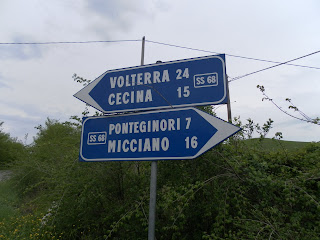 VOLTERRA 24
SS 68
CECINA 15
PONTEGINORI 7
SS 68
MICCIANO 16